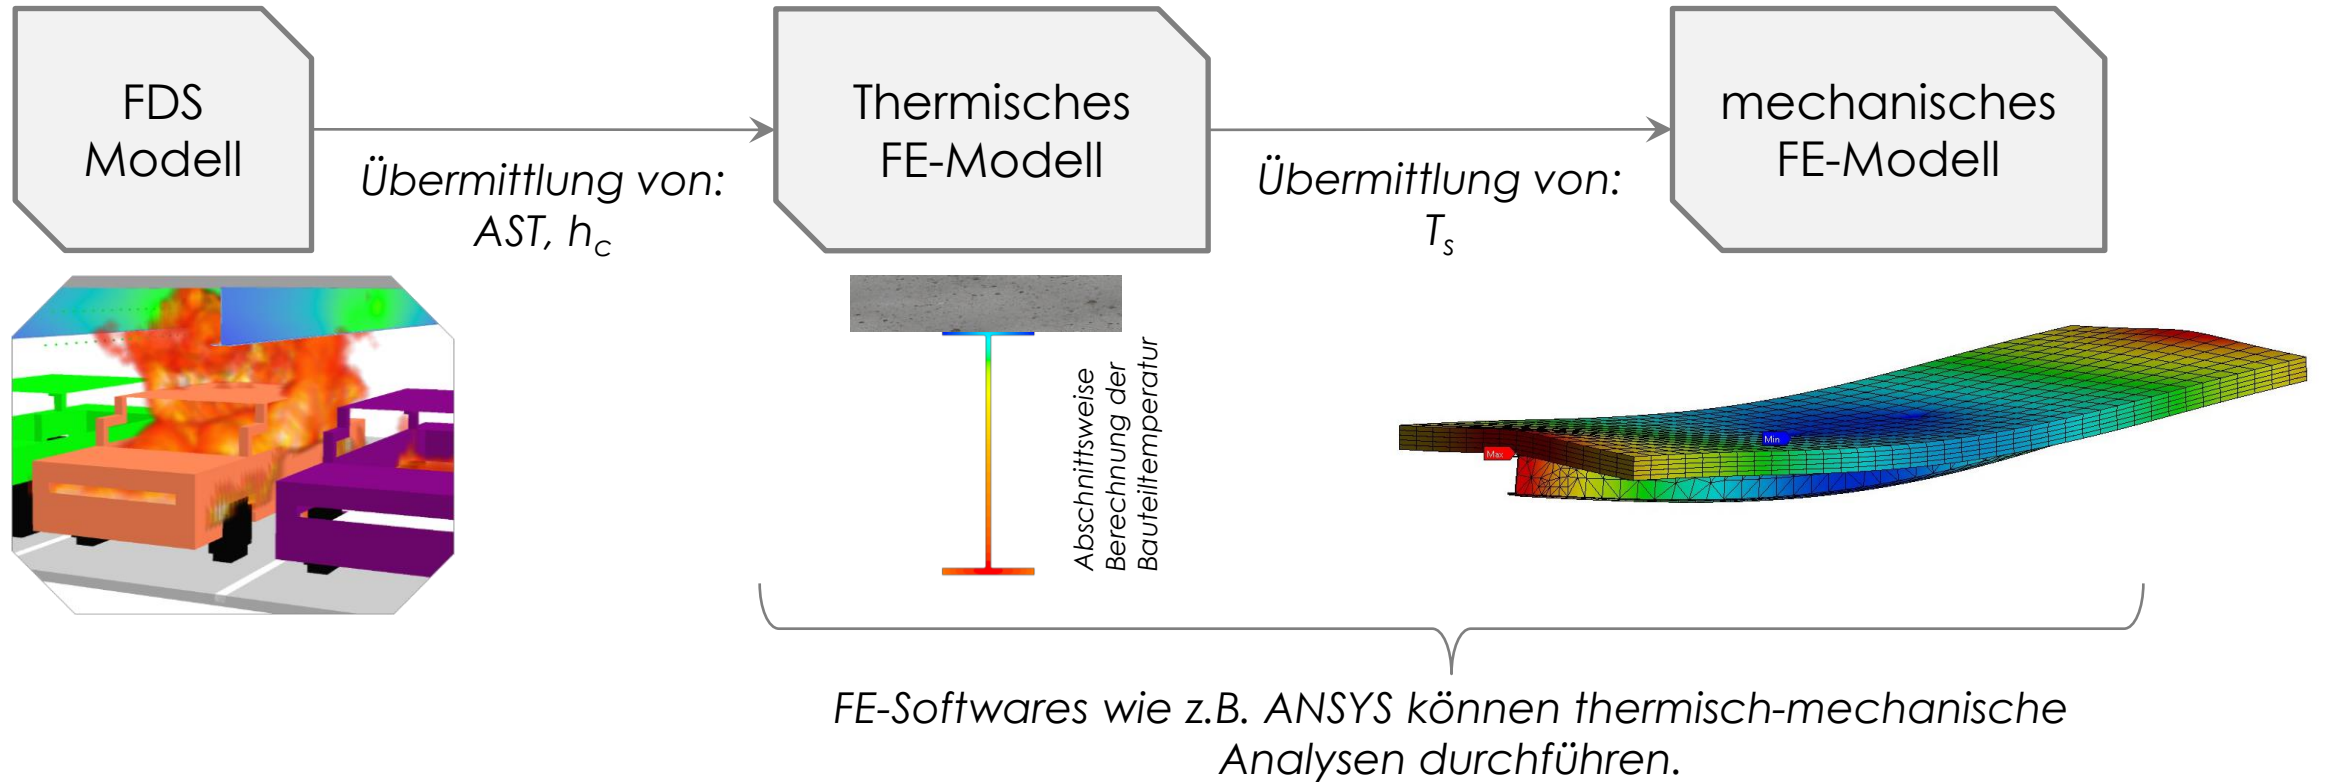 FDS
Modell
Übermittlung von:
AST, hc
Thermisches
FE-Modell
Übermittlung von:
Ts
mechanisches
FE-Modell
Abschnittsweise
Berechnung der
Bauteiltemperatur
Max
Min
FE-Softwares wie z.B. ANSYS können thermisch-mechanische
Analysen durchführen.